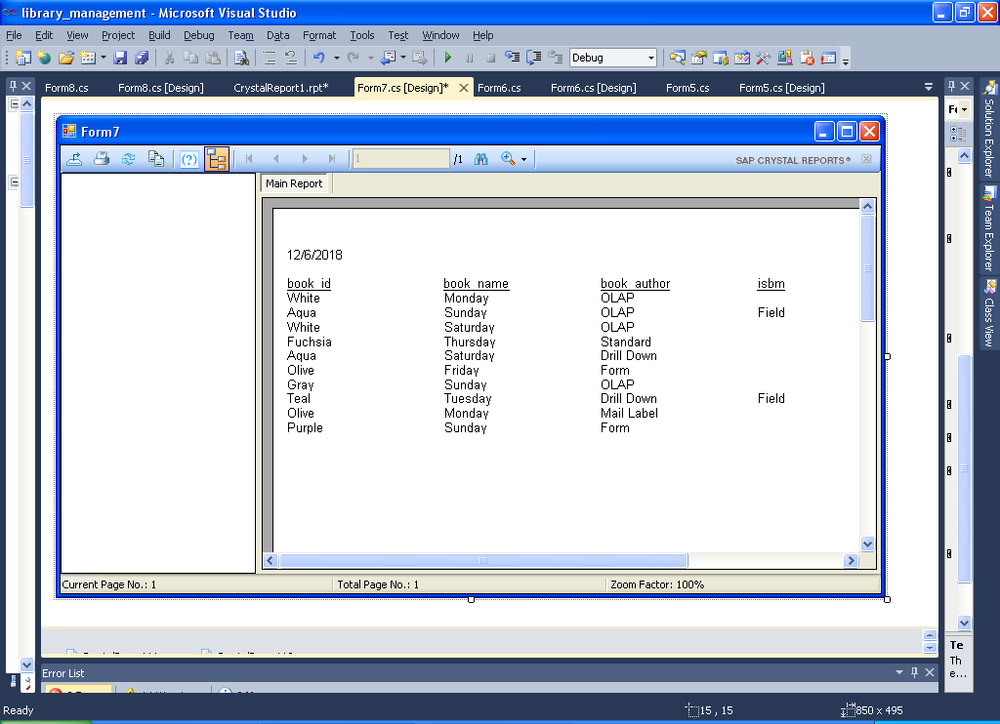 library_management - Microsoft Visual Studio
File Edit View Project Build Debug Team Data Format Tools Test Window Help
Debug
Form8.cs Form8.cs [Design] CrystalReport1.rpt* Form7.cs [Design]* Form6.cs Form6.cs [Design] Form5.cs Form5.cs [Design]
Form7
1 /1 SAP CRYSTAL REPORTS®
Main Report
12/6/2018
book_id book_name book_author isbm
White Monday OLAP
Aqua Sunday OLAP Field
White Saturday OLAP
Fuchsia Thursday Standard
Aqua Saturday Drill Down
Olive Friday Form
Gray Sunday OLAP
Teal Tuesday Drill Down Field
Olive Monday Mail Label
Purple Sunday Form
Current Page No.: 1 Total Page No.: 1 Zoom Factor: 100%
Solution Explorer
Team Explorer
Class View
Te
Th
e...
Error List
Ready 15 , 15 850 x 495